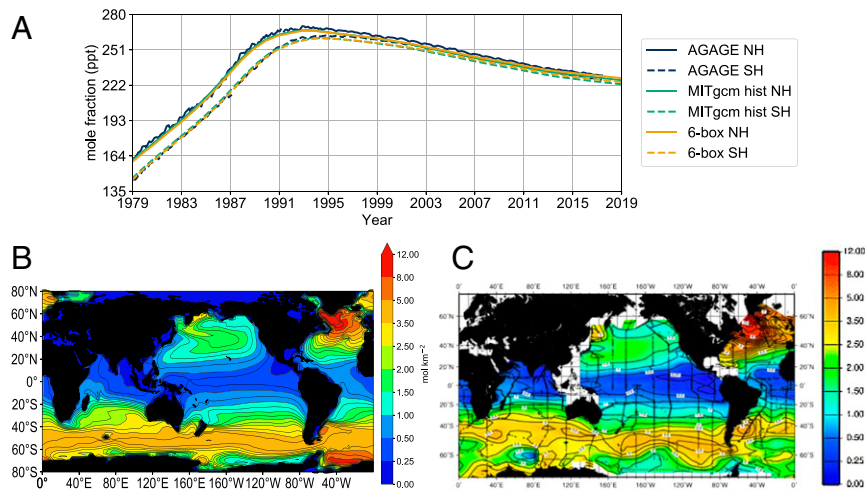 A
280
251
222
193
164
135
mole fraction (ppt)
1979 1983 1987 1991 1995 1999 2003 2007 2011 2015 2019
Year
AGAGE NH
AGAGE SH
MITgcm hist NH
MITgcm hist SH
6-box NH
6-box SH
B
80°N
60°N
40°N
20°N
0°
20°S
40°S
60°S
80°S
0° 40°E 80°E 120°E 160°E 160°W 120°W 80°W 40°W
12.00
8.00
5.00
3.50
2.50
2.00
1.50
1.00
0.50
0.25
0.00
mol km⁻²
C
0° 40°E 80°E 120°E 160°E 160°W 120°W 80°W 40°W 0°
60°N
40°N
20°N
0°
20°S
40°S
60°S
12.00
8.00
5.00
3.50
2.50
2.00
1.50
1.00
0.50
0.25
0.00